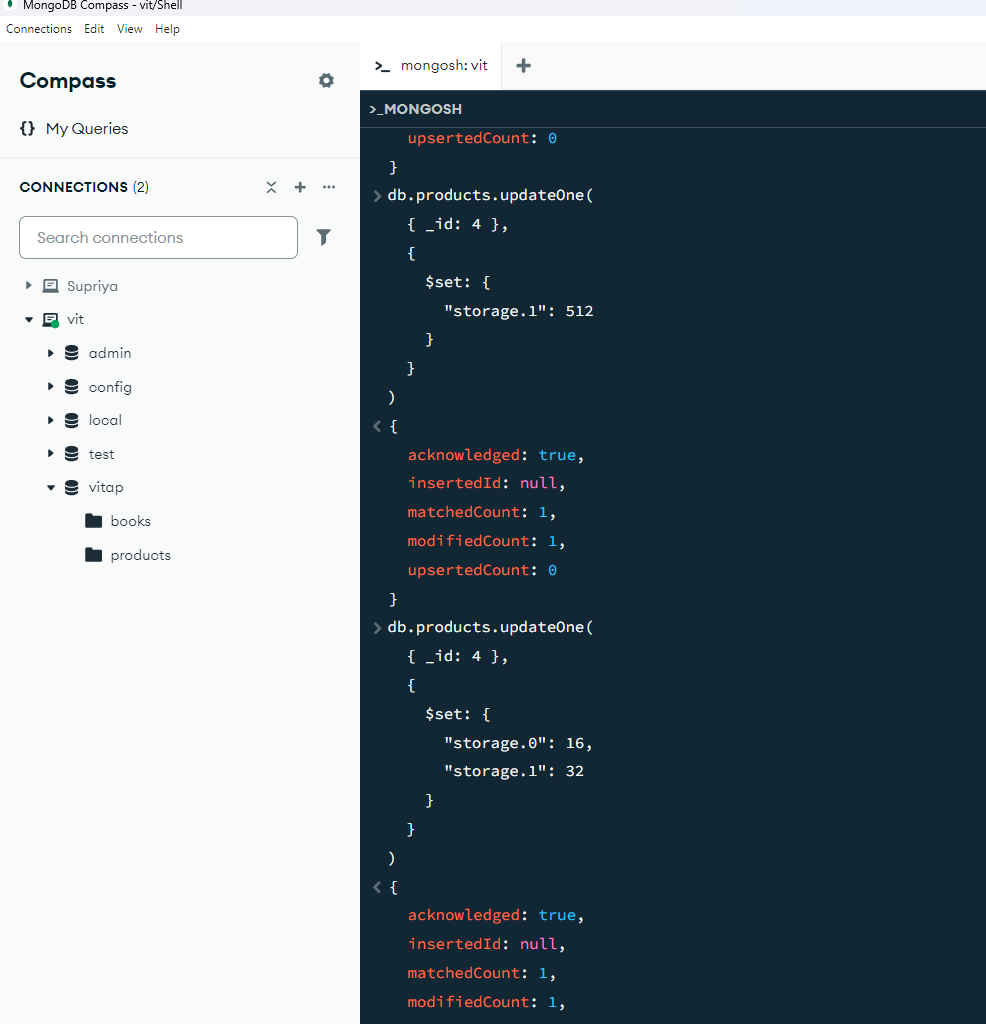 MongoDB Compass - vit/Shell
Connections Edit View Help
Compass
{} My Queries
CONNECTIONS (2)
Search connections
Supriya
vit
admin
config
local
test
vitap
books
products
>_ mongosh: vit
>_MONGOSH
upsertedCount: 0
}
> db.products.updateOne(
{ _id: 4 },
{
$set: {
"storage.1": 512
}
}
)
< {
acknowledged: true,
insertedId: null,
matchedCount: 1,
modifiedCount: 1,
upsertedCount: 0
}
> db.products.updateOne(
{ _id: 4 },
{
$set: {
"storage.0": 16,
"storage.1": 32
}
}
)
< {
acknowledged: true,
insertedId: null,
matchedCount: 1,
modifiedCount: 1,